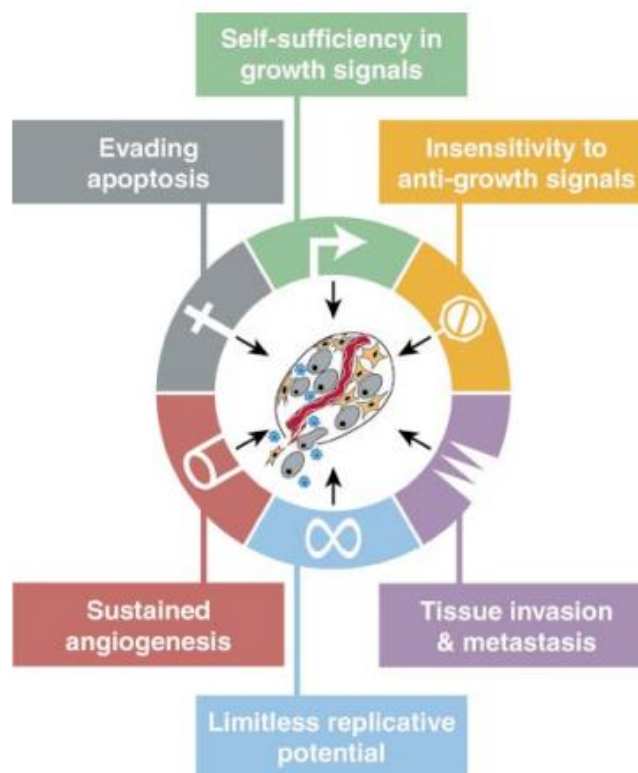 Self-sufficiency in
growth signals
Evading
apoptosis
Insensitivity to
anti-growth signals
Sustained
angiogenesis
Tissue invasion
& metastasis
Limitless replicative
potential